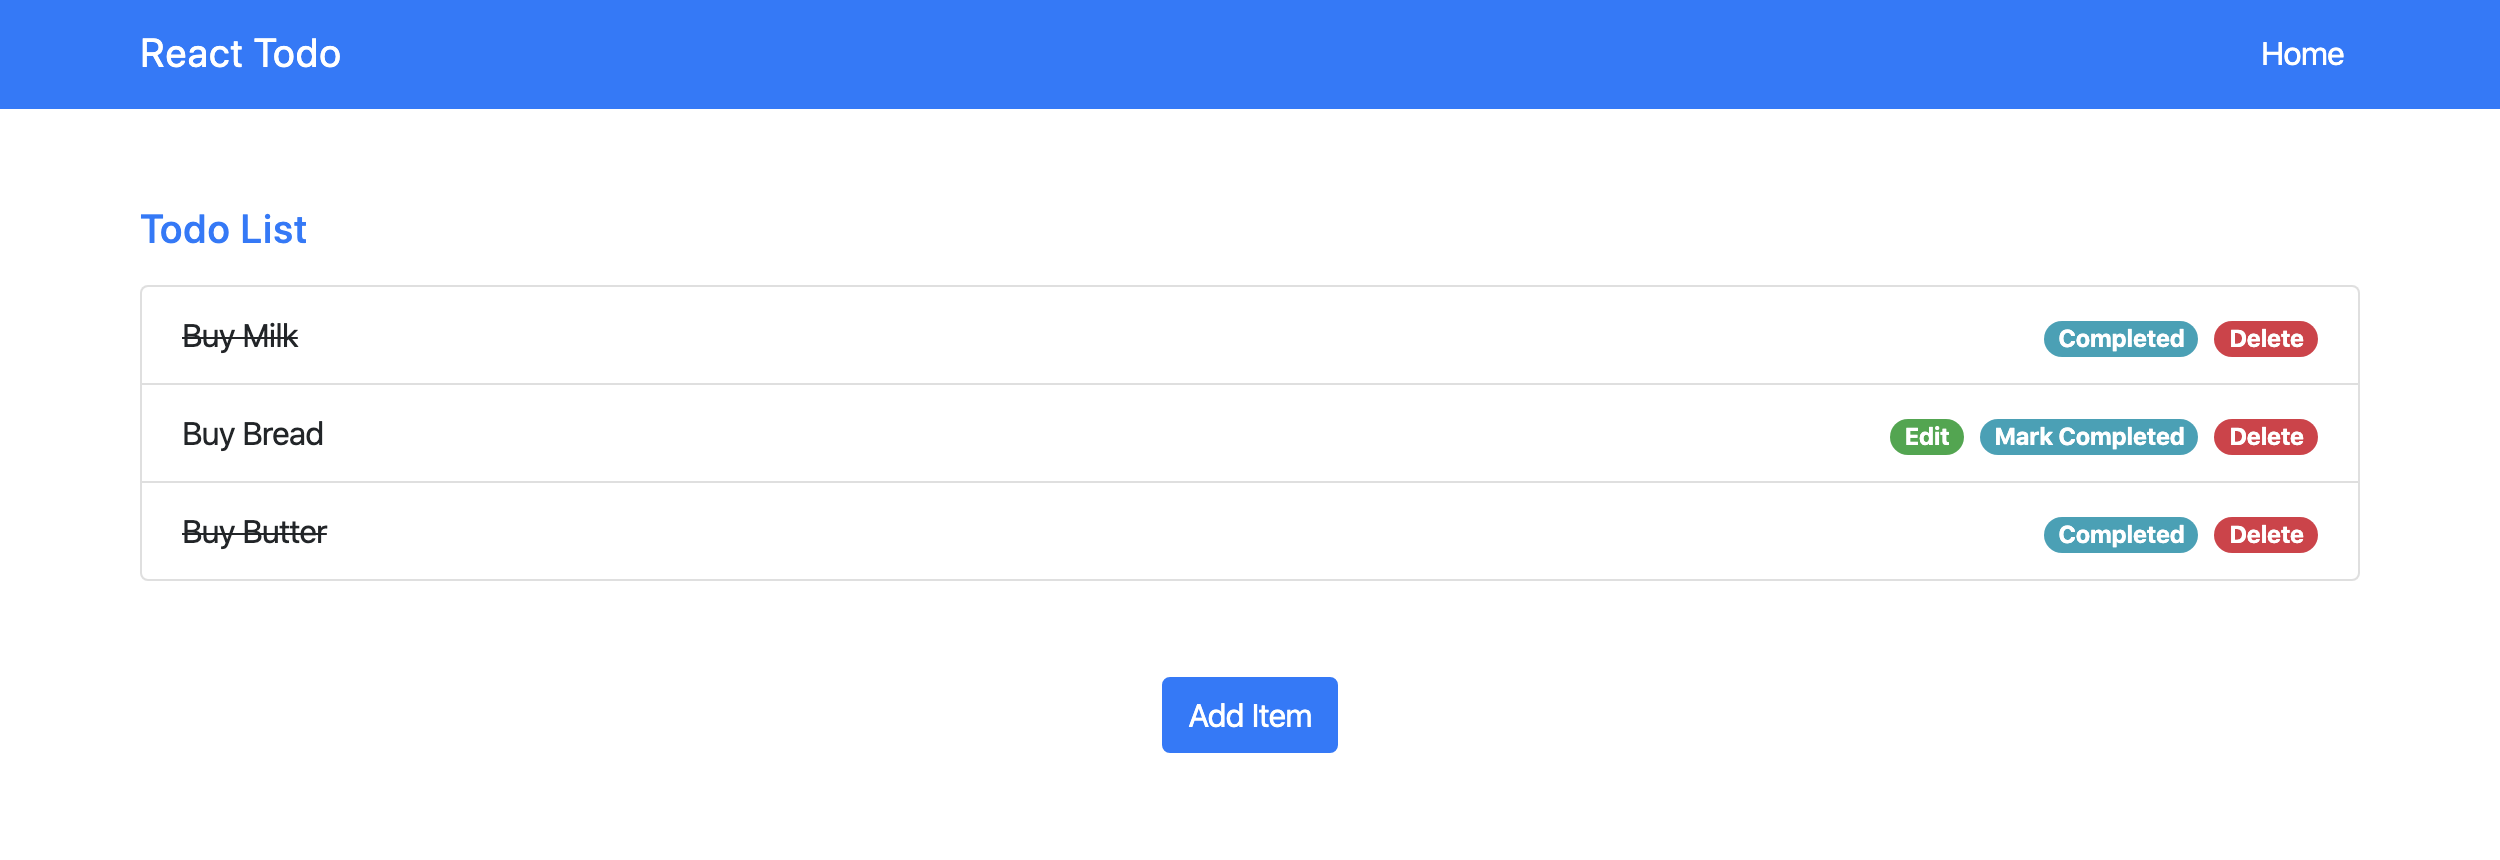 React Todo Home
Todo List
Buy Milk Completed Delete
Buy Bread Edit Mark Completed Delete
Buy Butter Completed Delete
Add Item